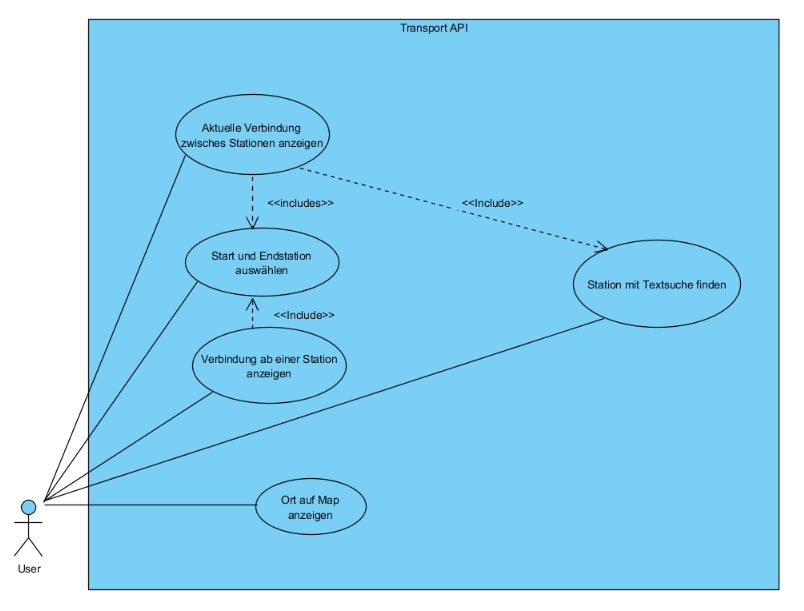 Transport API
Aktuelle Verbindung
zwisches Stationen anzeigen
<<includes>>
<<Include>>
Start und Endstation
auswählen
Station mit Textsuche finden
<<Include>>
Verbindung ab einer Station
anzeigen
Ort auf Map
anzeigen
User